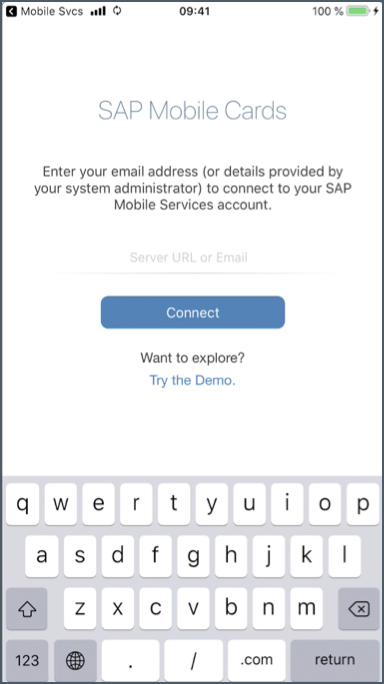 Mobile Svcs 09:41 100 %
SAP Mobile Cards
Enter your email address (or details provided by
your system administrator) to connect to your SAP
Mobile Services account.
Server URL or Email
Connect
Want to explore?
Try the Demo.
q w e r t y u i o p
a s d f g h j k l
z x c v b n m
123 . / .com return